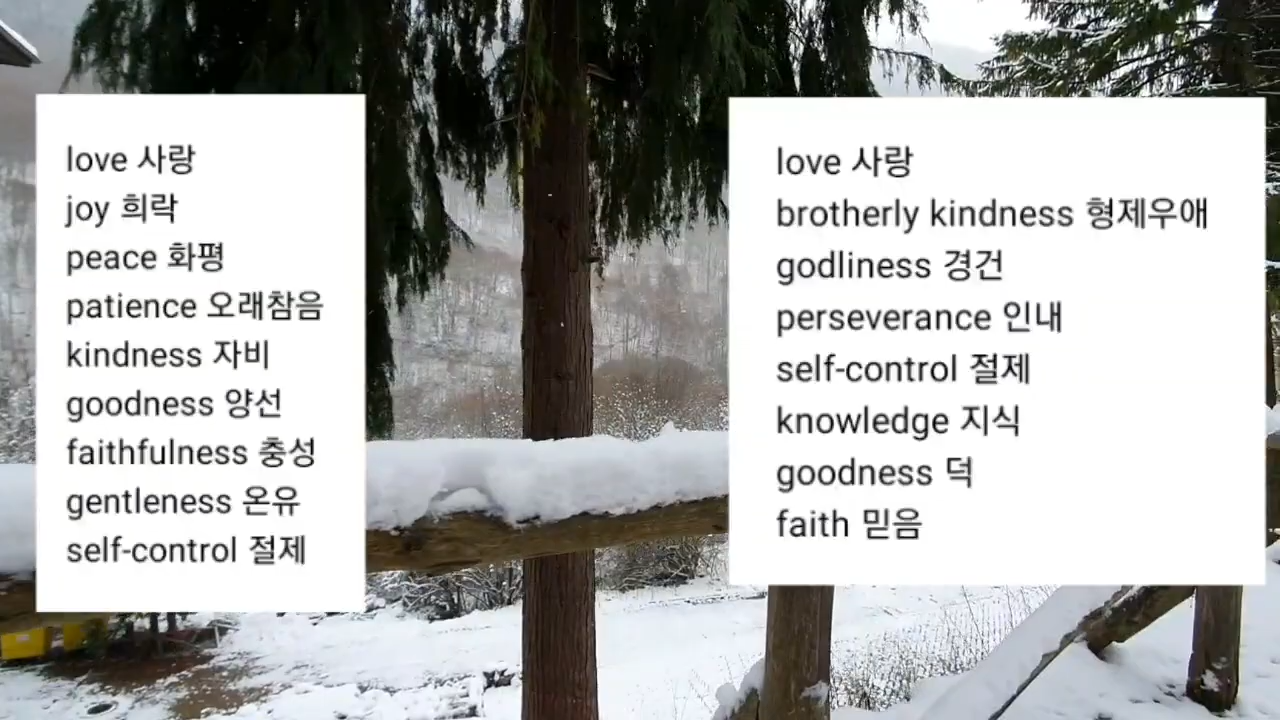 love 사랑
joy 희락
peace 화평
patience 오래참음
kindness 자비
goodness 양선
faithfulness 충성
gentleness 온유
self-control 절제
love 사랑
brotherly kindness 형제우애
godliness 경건
perseverance 인내
self-control 절제
knowledge 지식
goodness 덕
faith 믿음